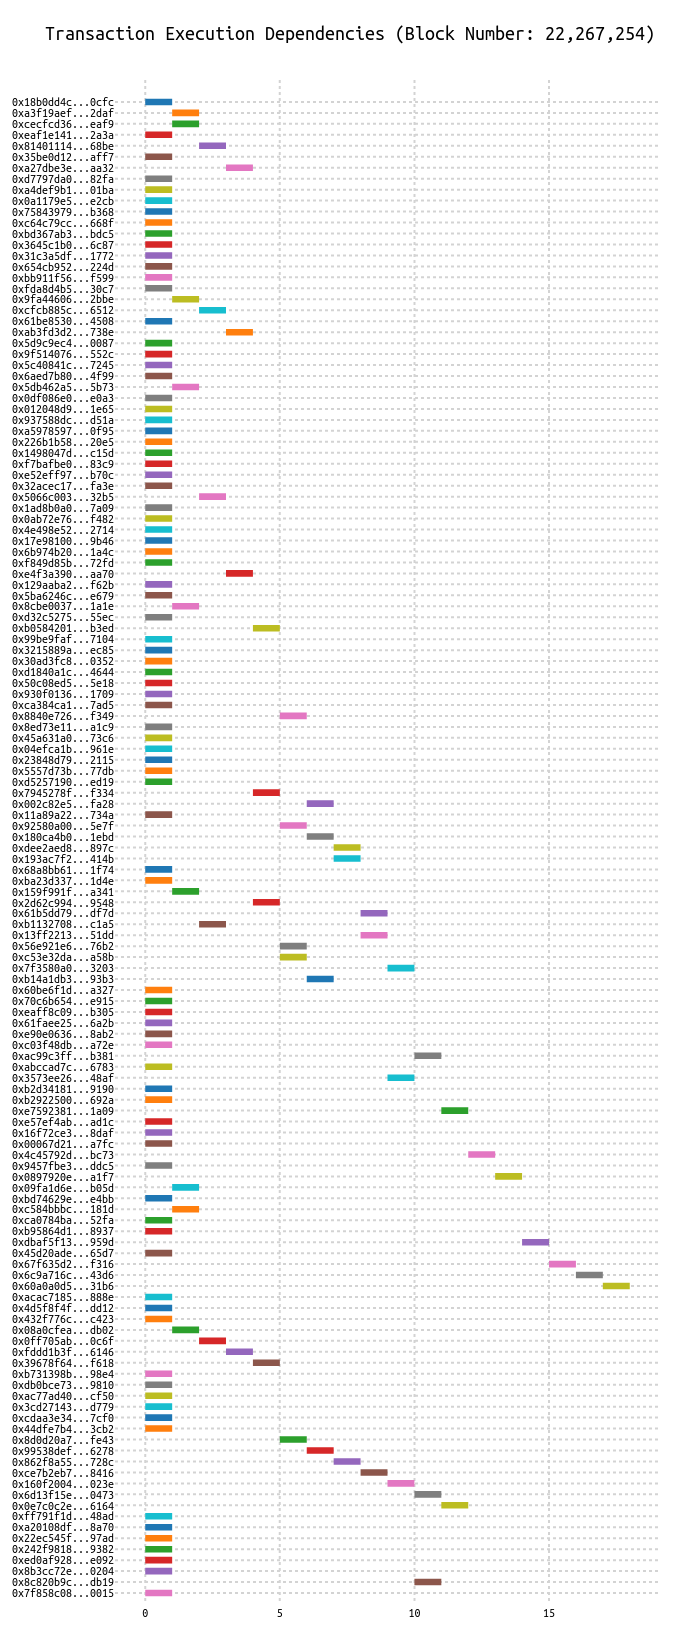 Transaction Execution Dependencies (Block Number: 22,267,254)
0x18b0dd4c...0cfc
0xa3f19aef...2daf
0xcecfcd36...eaf9
0xeaf1e141...2a3a
0x81401114...68be
0x35be0d12...aff7
0xa27dbe3e...aa32
0xd7797da0...82fa
0xa4def9b1...01ba
0x0a1179e5...e2cb
0x75843979...b368
0xc64c79cc...668f
0xbd367ab3...bdc5
0x3645c1b0...6c87
0x31c3a5df...1772
0x654cb952...224d
0xbb911f56...f599
0xfda8d4b5...30c7
0x9fa44606...2bbe
0xcfcb885c...6512
0x61be8530...4508
0xab3fd3d2...738e
0x5d9c9ec4...0087
0x9f514076...552c
0x5c40841c...7245
0x6aed7b80...4f99
0x5db462a5...5b73
0x0df086e0...e0a3
0x012048d9...1e65
0x937588dc...d51a
0xa5978597...0f95
0x226b1b58...20e5
0x1498047d...c15d
0xf7bafbe0...83c9
0xe52eff97...b70c
0x32acec17...fa3e
0x5066c003...32b5
0x1ad8b0a0...7a09
0x0ab72e76...f482
0x4e498e52...2714
0x17e98100...9b46
0x6b974b20...1a4c
0xf849d85b...72fd
0xe4f3a390...aa70
0x129aaba2...f62b
0x5ba6246c...e679
0x8cbe0037...1a1e
0xd32c5275...55ec
0xb0584201...b3ed
0x99be9faf...7104
0x3215889a...ec85
0x30ad3fc8...0352
0xd1840a1c...4644
0x50c08ed5...5e18
0x930f0136...1709
0xca384ca1...7ad5
0x8840e726...f349
0x8ed73e11...a1c9
0x45a631a0...73c6
0x04efca1b...961e
0x23848d79...2115
0x5557d73b...77db
0xd5257190...ed19
0x7945278f...f334
0x002c82e5...fa28
0x11a89a22...734a
0x92580a00...5e7f
0x180ca4b0...1ebd
0xdee2aed8...897c
0x193ac7f2...414b
0x68a8bb61...1f74
0xba23d337...1d4e
0x159f991f...a341
0x2d62c994...9548
0x61b5dd79...df7d
0xb1132708...c1a5
0x13ff2213...51dd
0x56e921e6...76b2
0xc53e32da...a58b
0x7f3580a0...3203
0xb14a1db3...93b3
0x60be6f1d...a327
0x70c6b654...e915
0xeaff8c09...b305
0x61faee25...6a2b
0xe90e0636...8ab2
0xc03f48db...a72e
0xac99c3ff...b381
0xabccad7c...6783
0x3573ee26...48af
0xb2d34181...9190
0xb2922500...692a
0xe7592381...1a09
0xe57ef4ab...ad1c
0x16f72ce3...8daf
0x00067d21...a7fc
0x4c45792d...bc73
0x9457fbe3...ddc5
0x0897920e...a1f7
0x09fa1d6e...b05d
0xbd74629e...e4bb
0xc584bbbc...181d
0xca0784ba...52fa
0xb95864d1...8937
0xdbaf5f13...959d
0x45d20ade...65d7
0x67f635d2...f316
0x6c9a716c...43d6
0x60a0a0d5...31b6
0xacac7185...888e
0x4d5f8f4f...dd12
0x432f776c...c423
0x08a0cfea...db02
0x0ff705ab...0c6f
0xfddd1b3f...6146
0x39678f64...f618
0xb731398b...98e4
0xdb0bce73...9810
0xac77ad40...cf50
0x3cd27143...d779
0xcdaa3e34...7cf0
0x44dfe7b4...3cb2
0x8d0d20a7...fe43
0x99538def...6278
0x862f8a55...728c
0xce7b2eb7...8416
0x160f2004...023e
0x6d13f15e...0473
0x0e7c0c2e...6164
0xff791f1d...48ad
0xa20108df...8a70
0x22ec545f...97ad
0x242f9818...9382
0xed0af928...e092
0x8b3cc72e...0204
0x8c820b9c...db19
0x7f858c08...0015
0 5 10 15